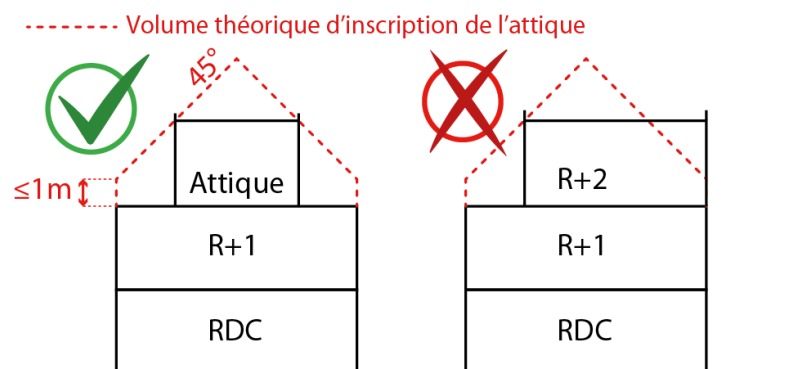 Volume théorique d’inscription de l’attique
45°
≤1m
Attique
R+1
RDC
R+2
R+1
RDC